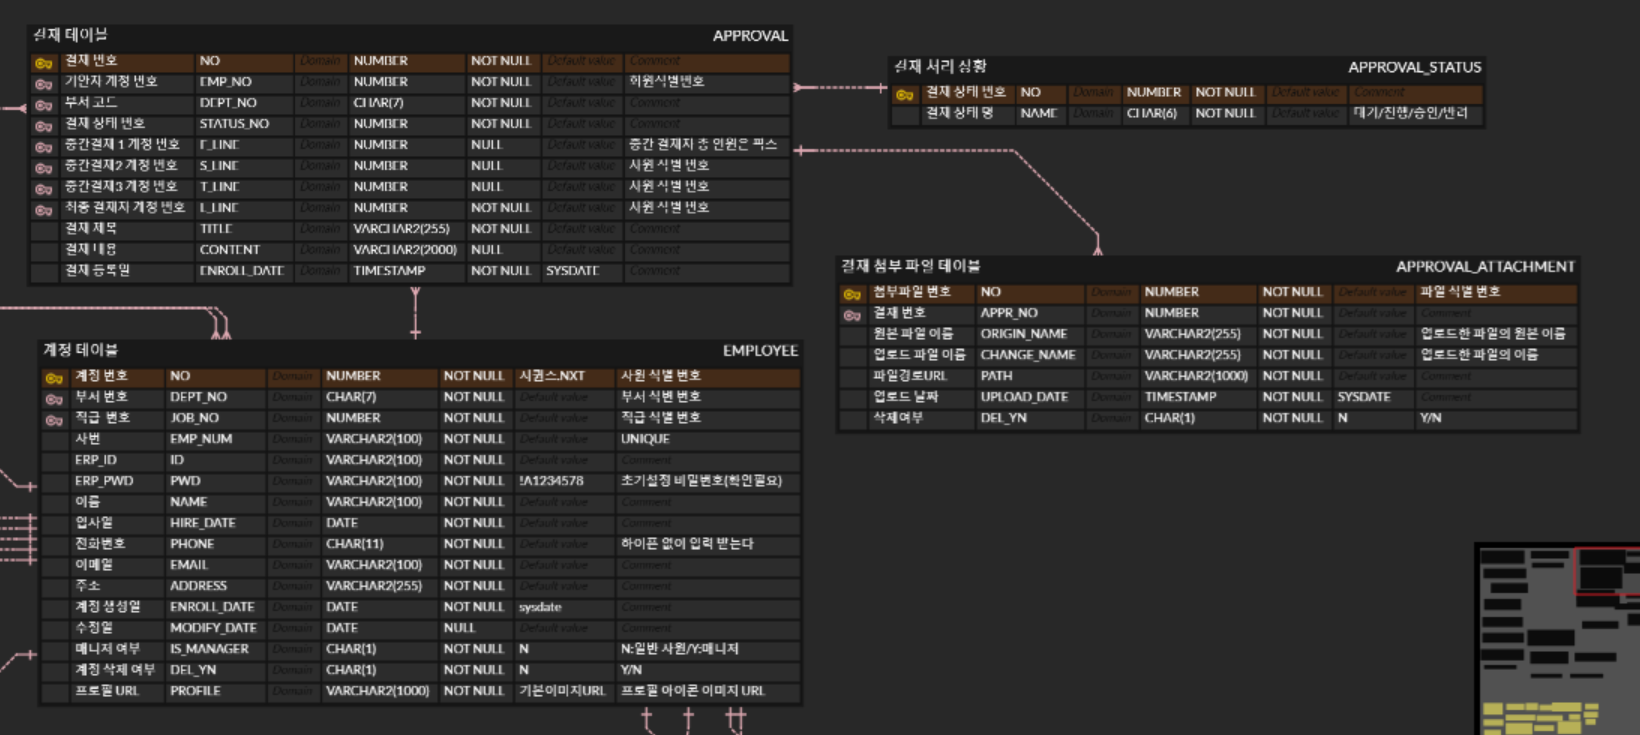 결재 테이블 APPROVAL
결재 번호 NO Domain NUMBER NOT NULL Default value Comment
기안자 계정 번호 EMP_NO Domain NUMBER NOT NULL Default value 회원식별번호
부서 코드 DEPT_NO Domain CHAR(7) NOT NULL Default value Comment
결재 상태 번호 STATUS_NO Domain NUMBER NOT NULL Default value Comment
중간결재 1 계정 번호 F_LINE Domain NUMBER NULL Default value 중간 결재자 총 인원은 픽스
중간결재2 계정 번호 S_LINE Domain NUMBER NULL Default value 사원 식별 번호
중간결재3 계정 번호 T_LINE Domain NUMBER NULL Default value 사원 식별 번호
최종 결재자 계정 번호 L_LINE Domain NUMBER NOT NULL Default value 사원 식별 번호
결재 제목 TITLE Domain VARCHAR2(255) NOT NULL Default value Comment
결재 내용 CONTENT Domain VARCHAR2(2000) NULL Default value Comment
결재 등록일 ENROLL_DATE Domain TIMESTAMP NOT NULL SYSDATE Comment
결재 처리 상황 APPROVAL_STATUS
결재 상태 번호 NO Domain NUMBER NOT NULL Default value Comment
결재 상태 명 NAME Domain CHAR(6) NOT NULL Default value 대기/진행/승인/반려
결재 첨부 파일 테이블 APPROVAL_ATTACHMENT
첨부파일 번호 NO Domain NUMBER NOT NULL Default value 파일 식별 번호
결재 번호 APPR_NO Domain NUMBER NOT NULL Default value Comment
원본 파일 이름 ORIGIN_NAME Domain VARCHAR2(255) NOT NULL Default value 업로드한 파일의 원본 이름
업로드 파일 이름 CHANGE_NAME Domain VARCHAR2(255) NOT NULL Default value 업로드한 파일의 이름
파일경로URL PATH Domain VARCHAR2(1000) NOT NULL Default value Comment
업로드 날짜 UPLOAD_DATE Domain TIMESTAMP NOT NULL SYSDATE Comment
삭제여부 DEL_YN Domain CHAR(1) NOT NULL N Y/N
계정 테이블 EMPLOYEE
계정 번호 NO Domain NUMBER NOT NULL 시퀀스.NXT 사원 식별 번호
부서 번호 DEPT_NO Domain CHAR(7) NOT NULL Default value 부서 식변 번호
직급 번호 JOB_NO Domain NUMBER NOT NULL Default value 직급 식별 번호
사번 EMP_NUM Domain VARCHAR2(100) NOT NULL Default value UNIQUE
ERP_ID ID Domain VARCHAR2(100) NOT NULL Default value Comment
ERP_PWD PWD Domain VARCHAR2(100) NOT NULL !A1234578 초기설정 비밀번호(확인필요)
이름 NAME Domain VARCHAR2(100) NOT NULL Default value Comment
입사일 HIRE_DATE Domain DATE NOT NULL Default value Comment
전화번호 PHONE Domain CHAR(11) NOT NULL Default value 하이픈 없이 입력 받는다
이메일 EMAIL Domain VARCHAR2(100) NOT NULL Default value Comment
주소 ADDRESS Domain VARCHAR2(255) NOT NULL Default value Comment
계정 생성일 ENROLL_DATE Domain DATE NOT NULL sysdate Comment
수정일 MODIFY_DATE Domain DATE NULL Default value Comment
매니저 여부 IS_MANAGER Domain CHAR(1) NOT NULL N N:일반 사원/Y:매니저
계정 삭제 여부 DEL_YN Domain CHAR(1) NOT NULL N Y/N
프로필 URL PROFILE Domain VARCHAR2(1000) NOT NULL 기본이미지URL 프로필 아이콘 이미지 URL